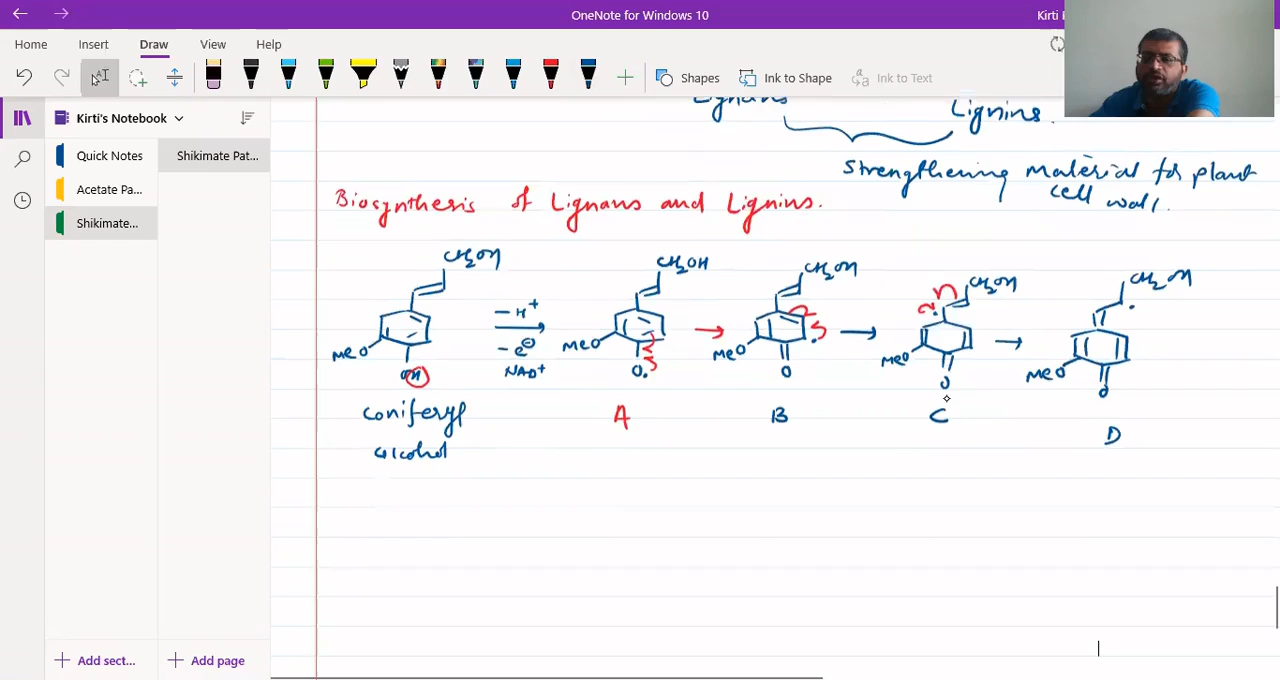 OneNote for Windows 10
Kirti
Home Insert Draw View Help
Shapes Ink to Shape Ink to Text
Kirti's Notebook
Quick Notes
Acetate Pa...
Shikimate...
Shikimate Pat...
Add sect...
Add page
Lignans Lignins.
Strengthening material for plant
cell wall.
Biosynthesis of Lignans and Lignins.
CH2OH CH2OH CH2OH CH2OH CH2OH
- H+
- e⊖
NAD+
MeO MeO MeO MeO MeO
OH O. O O O
coniferyl
alcohol
A B C D